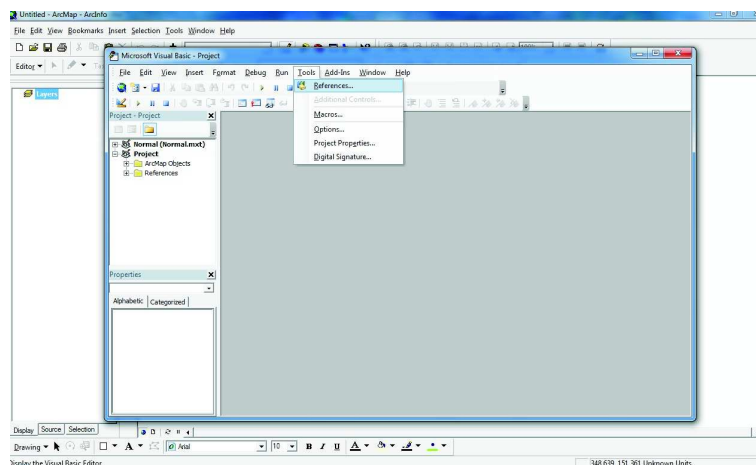 Untitled - ArcMap - ArcInfo
File Edit View Bookmarks Insert Selection Tools Window Help
Editor
Layers
Microsoft Visual Basic - Project
File Edit View Insert Format Debug Run Tools Add-Ins Window Help
References...
Additional Controls...
Macros...
Options...
Project Properties...
Digital Signature...
Project - Project
Normal (Normal.mxt)
Project
ArcMap Objects
References
Properties
Alphabetic Categorized
Display Source Selection
Drawing A Arial 10 B I U A
Display the Visual Basic Editor
348.639 151.361 Unknown Units